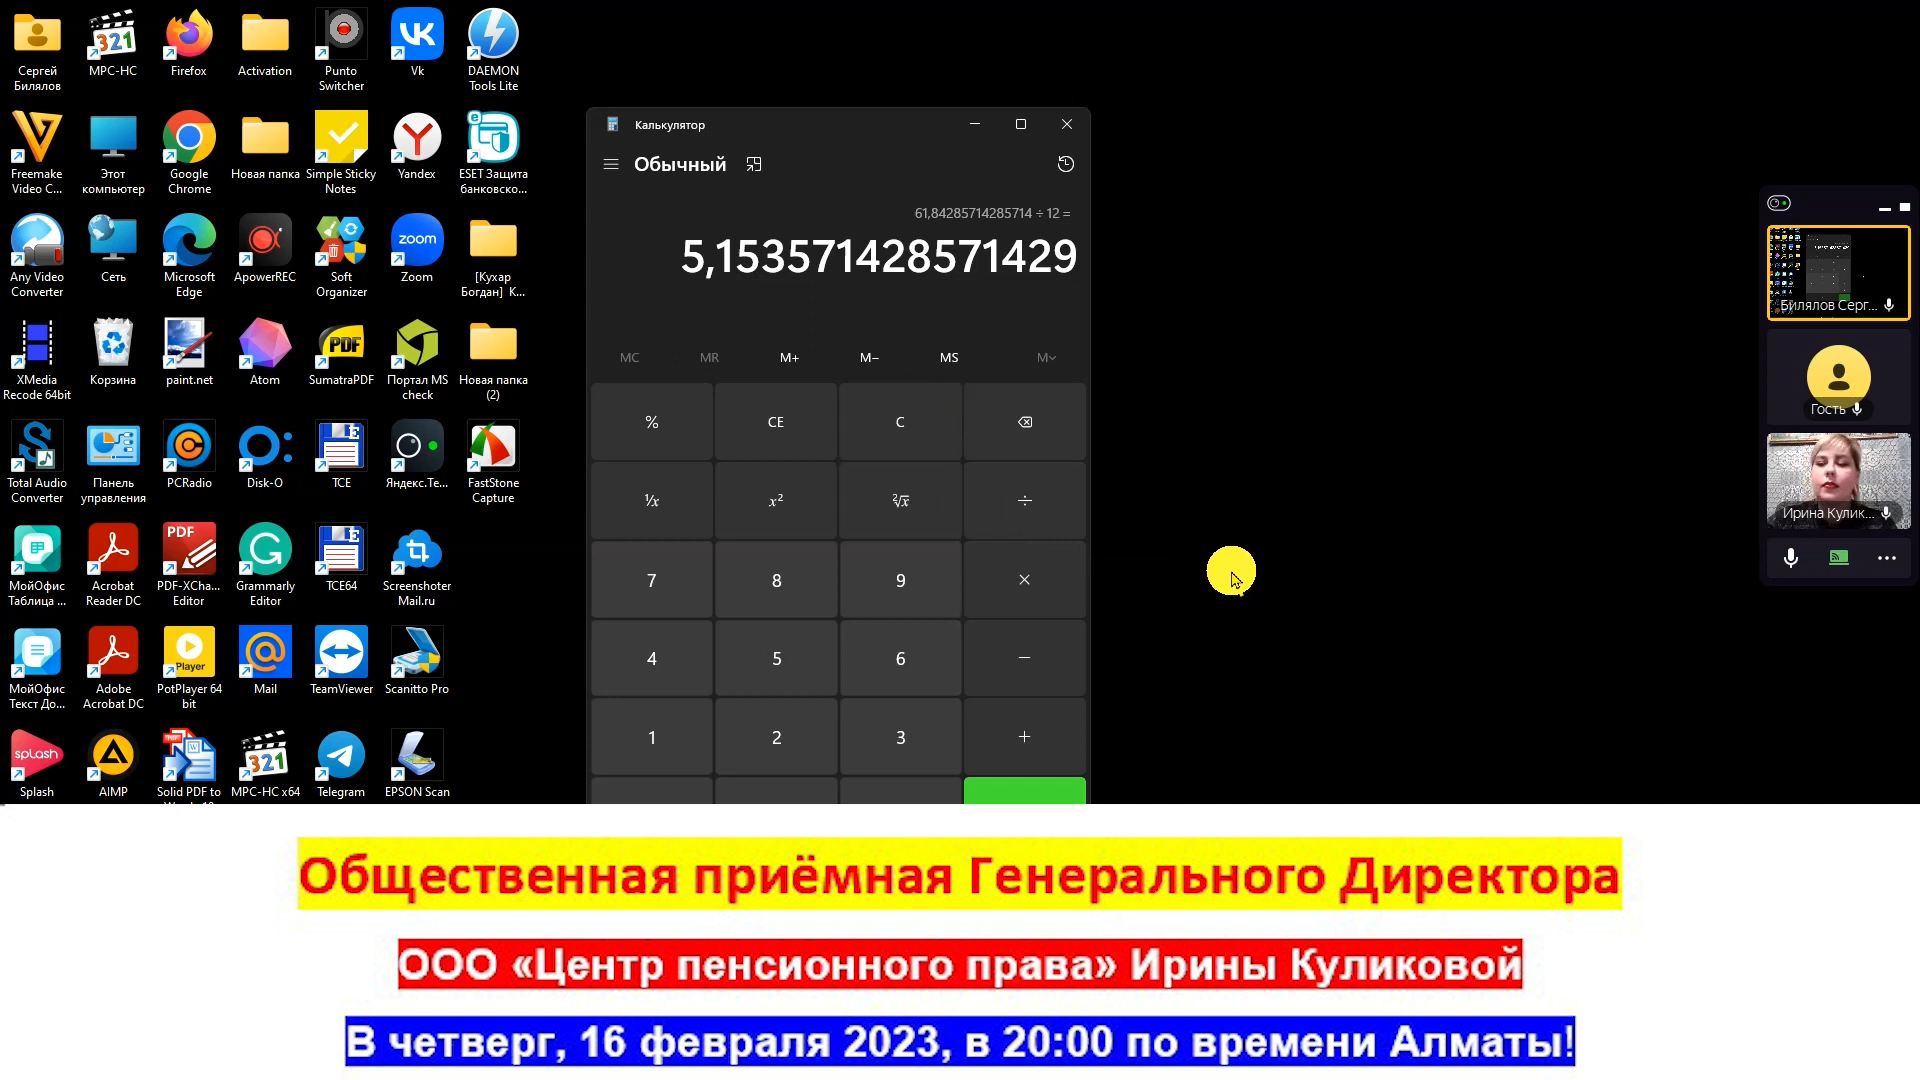 Сергей Билялов
MPC-HC
Firefox
Activation
Punto Switcher
Vk
DAEMON Tools Lite
Freemake Video C...
Этот компьютер
Google Chrome
Новая папка
Simple Sticky Notes
Yandex
ESET Защита банковско...
Any Video Converter
Сеть
Microsoft Edge
ApowerREC
Soft Organizer
Zoom
[Кухар Богдан] К...
XMedia Recode 64bit
Корзина
paint.net
Atom
SumatraPDF
Портал MS check
Новая папка (2)
Total Audio Converter
Панель управления
PCRadio
Disk-O
TCE
Яндекс.Те...
FastStone Capture
МойОфис Таблица ...
Acrobat Reader DC
PDF-XCha... Editor
Grammarly Editor
TCE64
Screenshoter Mail.ru
МойОфис Текст До...
Adobe Acrobat DC
PotPlayer 64 bit
Mail
TeamViewer
Scanitto Pro
Splash
AIMP
Solid PDF to
MPC-HC x64
Telegram
EPSON Scan
Калькулятор
Обычный
61,84285714285714 ÷ 12 =
5,153571428571429
MC MR M+ M− MS M
% CE C
⅟x x² ²√x ÷
7 8 9 ×
4 5 6 −
1 2 3 +
Билялов Серг...
Гость
Ирина Кулик...
Общественная приёмная Генерального Директора
ООО «Центр пенсионного права» Ирины Куликовой
В четверг, 16 февраля 2023, в 20:00 по времени Алматы!